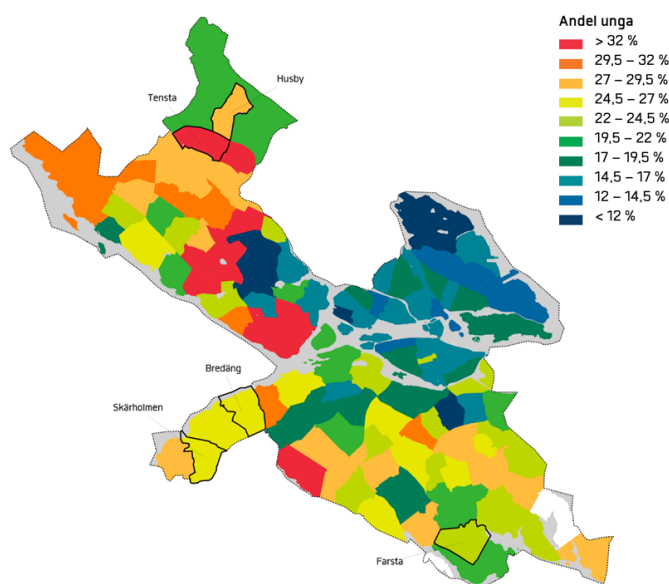 Andel unga
> 32 %
29,5 – 32 %
27 – 29,5 %
24,5 – 27 %
22 – 24,5 %
19,5 – 22 %
17 – 19,5 %
14,5 – 17 %
12 – 14,5 %
< 12 %
Husby
Tensta
Bredäng
Skärholmen
Farsta